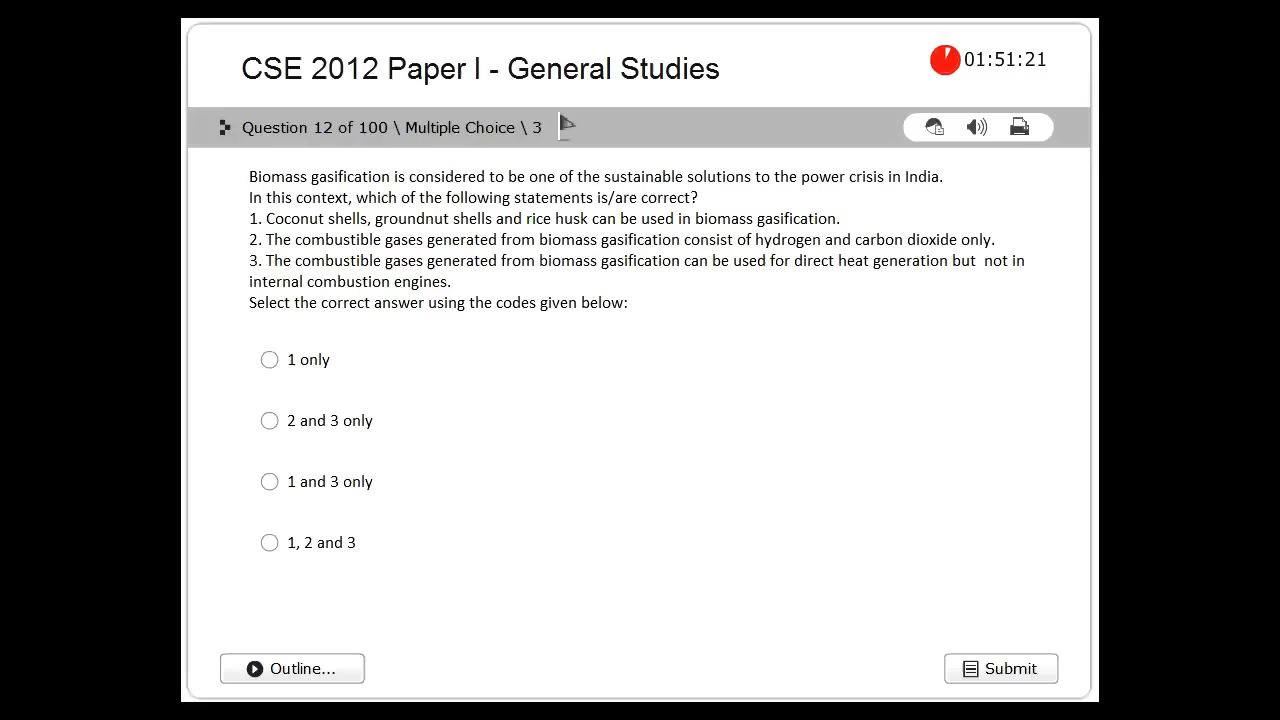 CSE 2012 Paper I - General Studies
01:51:21
Question 12 of 100 \ Multiple Choice \ 3
Biomass gasification is considered to be one of the sustainable solutions to the power crisis in India.
In this context, which of the following statements is/are correct?
1. Coconut shells, groundnut shells and rice husk can be used in biomass gasification.
2. The combustible gases generated from biomass gasification consist of hydrogen and carbon dioxide only.
3. The combustible gases generated from biomass gasification can be used for direct heat generation but  not in
internal combustion engines.
Select the correct answer using the codes given below:
1 only
2 and 3 only
1 and 3 only
1, 2 and 3
Outline...
Submit